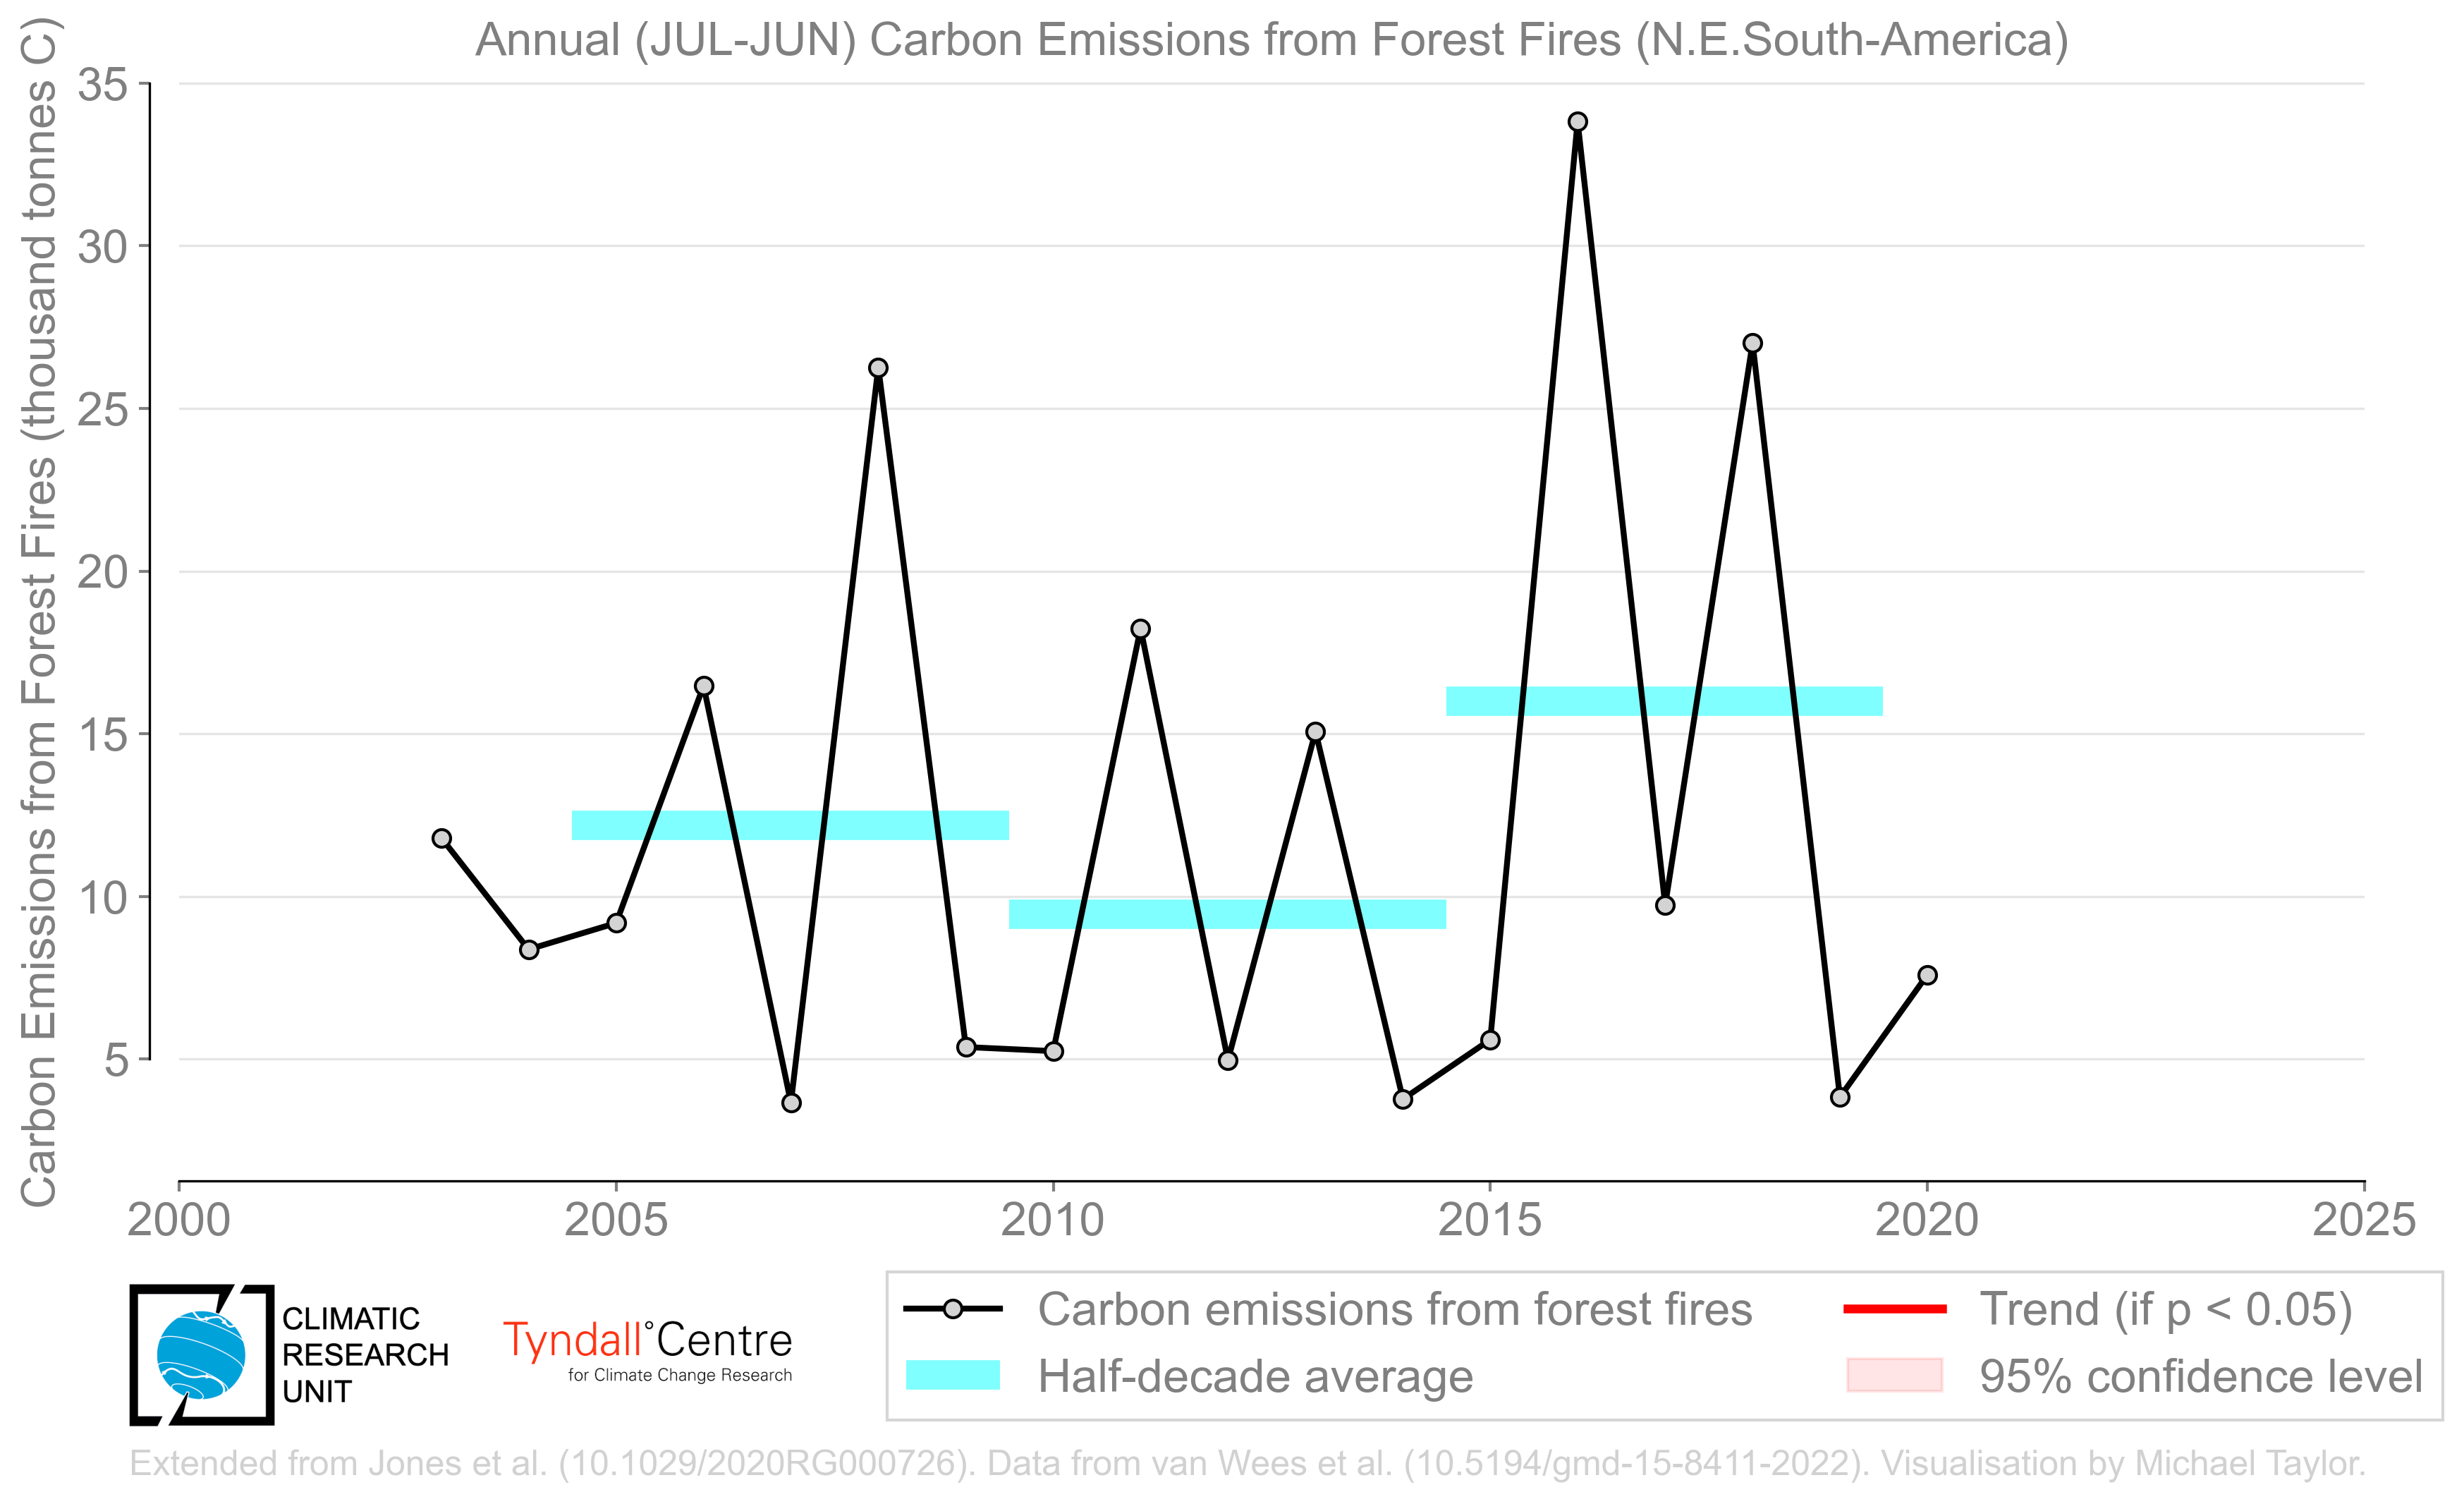 Annual (JUL-JUN) Carbon Emissions from Forest Fires (N.E.South-America)
Carbon Emissions from Forest Fires (thousand tonnes C)
35
30
25
20
15
10
5
2000
2005
2010
2015
2020
2025
CLIMATIC
RESEARCH
UNIT
Tyndall°Centre
for Climate Change Research
Carbon emissions from forest fires
Half-decade average
Trend (if p < 0.05)
95% confidence level
Extended from Jones et al. (10.1029/2020RG000726). Data from van Wees et al. (10.5194/gmd-15-8411-2022). Visualisation by Michael Taylor.